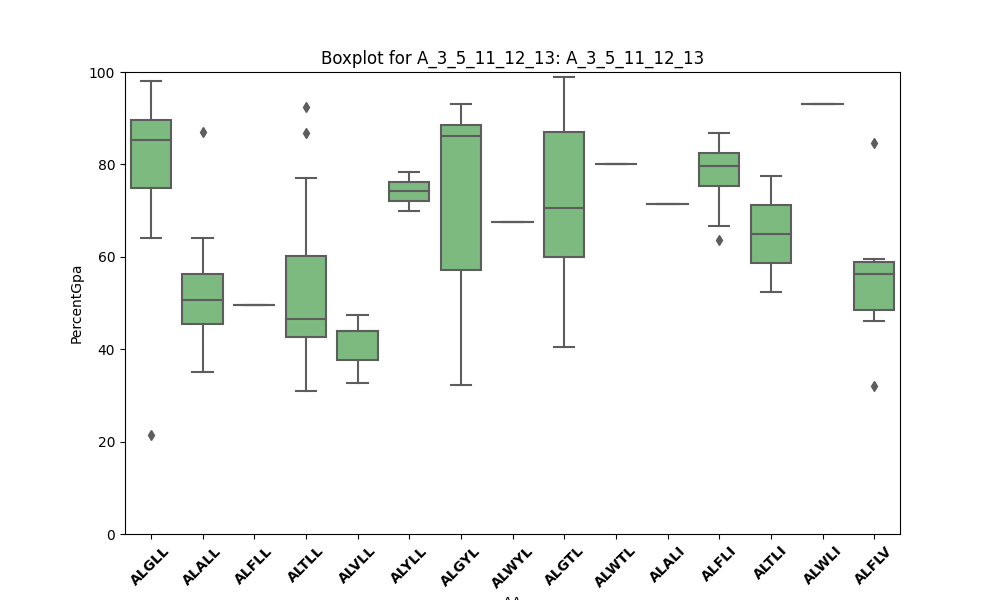 Boxplot for A_3_5_11_12_13: A_3_5_11_12_13
PercentGpa
100
80
60
40
20
0
ALGLL ALALL ALFLL ALTLL ALVLL ALYLL ALGYL ALWYL ALGTL ALWTL ALALI ALFLI ALTLI ALWLI ALFLV